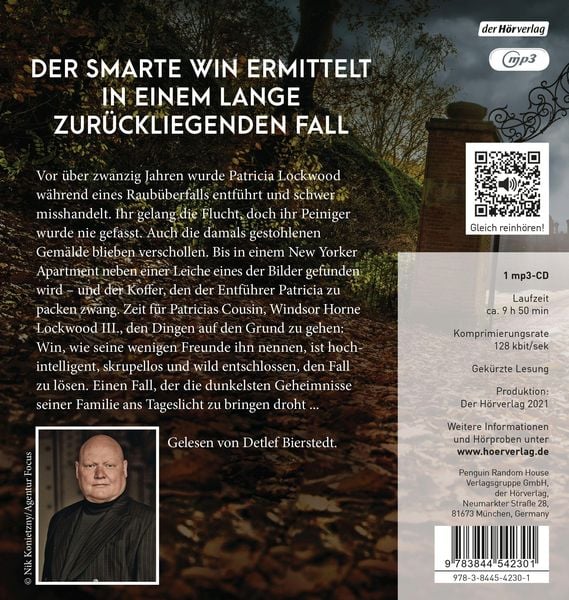 der Hörverlag
mp3
DER SMARTE WIN ERMITTELT
IN EINEM LANGE
ZURÜCKLIEGENDEN FALL
Vor über zwanzig Jahren wurde Patricia Lockwood
während eines Raubüberfalls entführt und schwer
misshandelt. Ihr gelang die Flucht, doch ihr Peiniger
wurde nie gefasst. Auch die damals gestohlenen
Gemälde blieben verschollen. Bis in einem New Yorker
Apartment neben einer Leiche eines der Bilder gefunden
wird – und der Koffer, den der Entführer Patricia zu
packen zwang. Zeit für Patricias Cousin, Windsor Horne
Lockwood III., den Dingen auf den Grund zu gehen:
Win, wie seine wenigen Freunde ihn nennen, ist hoch-
intelligent, skrupellos und wild entschlossen, den Fall
zu lösen. Einen Fall, der die dunkelsten Geheimnisse
seiner Familie ans Tageslicht zu bringen droht ...
Gelesen von Detlef Bierstedt.
© Nik Konietzny/Agentur Focus
Gleich reinhören!
1 mp3-CD
Laufzeit
ca. 9 h 50 min
Komprimierungsrate
128 kbit/sek
Gekürzte Lesung
Produktion:
Der Hörverlag 2021
Weitere Informationen
und Hörproben unter
www.hoerverlag.de
Penguin Random House
Verlagsgruppe GmbH,
der Hörverlag,
Neumarkter Straße 28,
81673 München, Germany
9 783844 542301
978-3-8445-4230-1